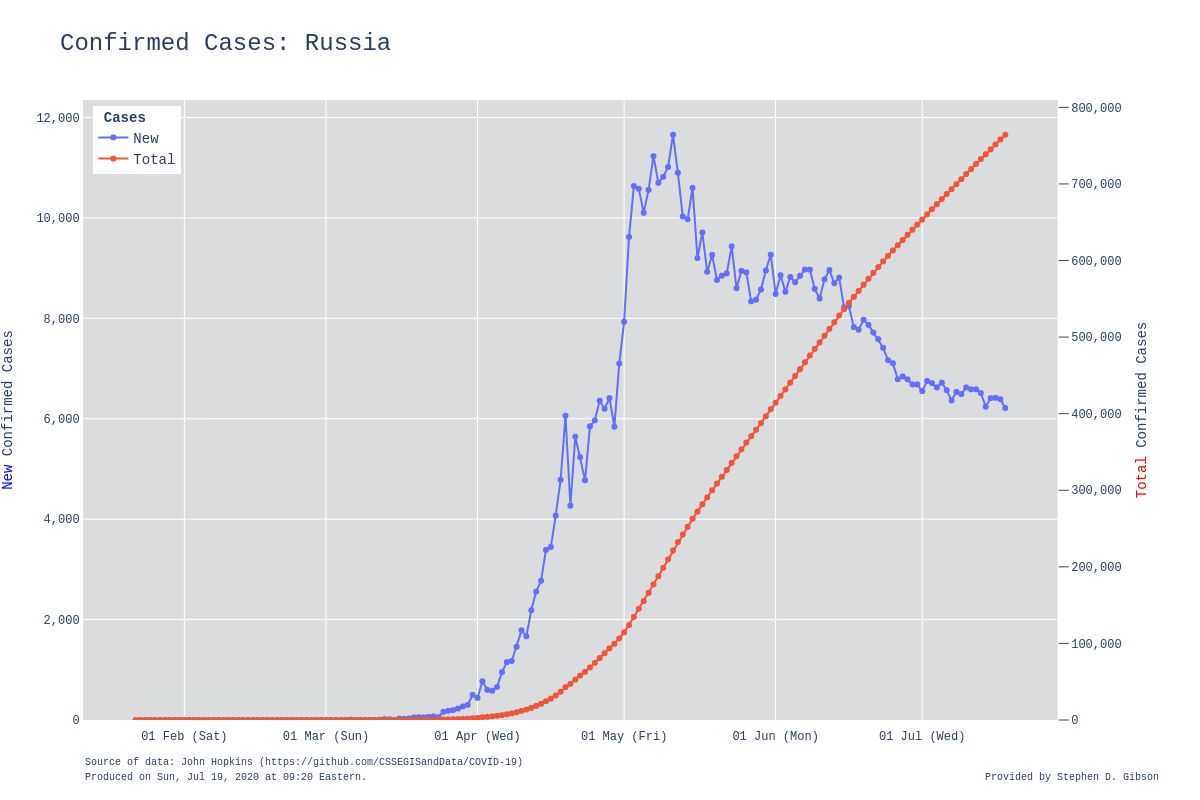 Confirmed Cases: Russia
Cases
New
Total
12,000
10,000
8,000
6,000
4,000
2,000
0
800,000
700,000
600,000
500,000
400,000
300,000
200,000
100,000
0
New Confirmed Cases
Total Confirmed Cases
01 Feb (Sat)
01 Mar (Sun)
01 Apr (Wed)
01 May (Fri)
01 Jun (Mon)
01 Jul (Wed)
Source of data: John Hopkins (https://github.com/CSSEGISandData/COVID-19)
Produced on Sun, Jul 19, 2020 at 09:20 Eastern.
Provided by Stephen D. Gibson